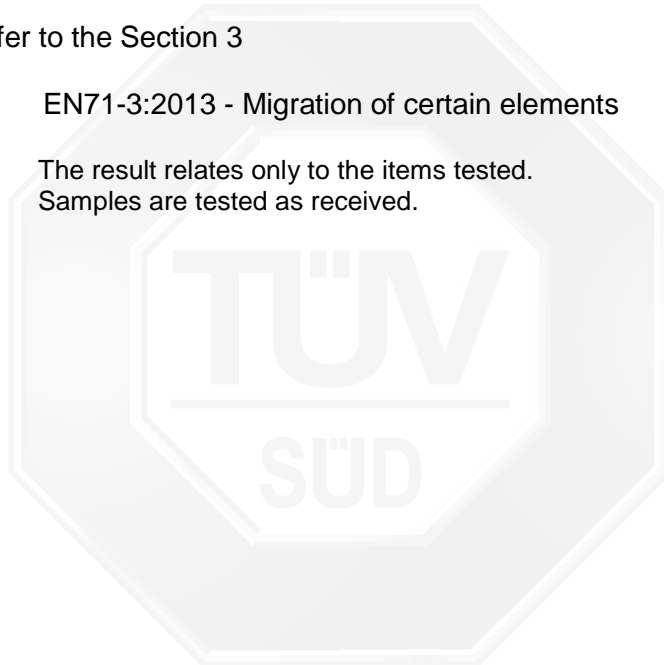 to the Section 3
EN71-3:2013 - Migration of certain elements
The result relates only to the items tested.
Samples are tested as received.
TÜV
SÜD